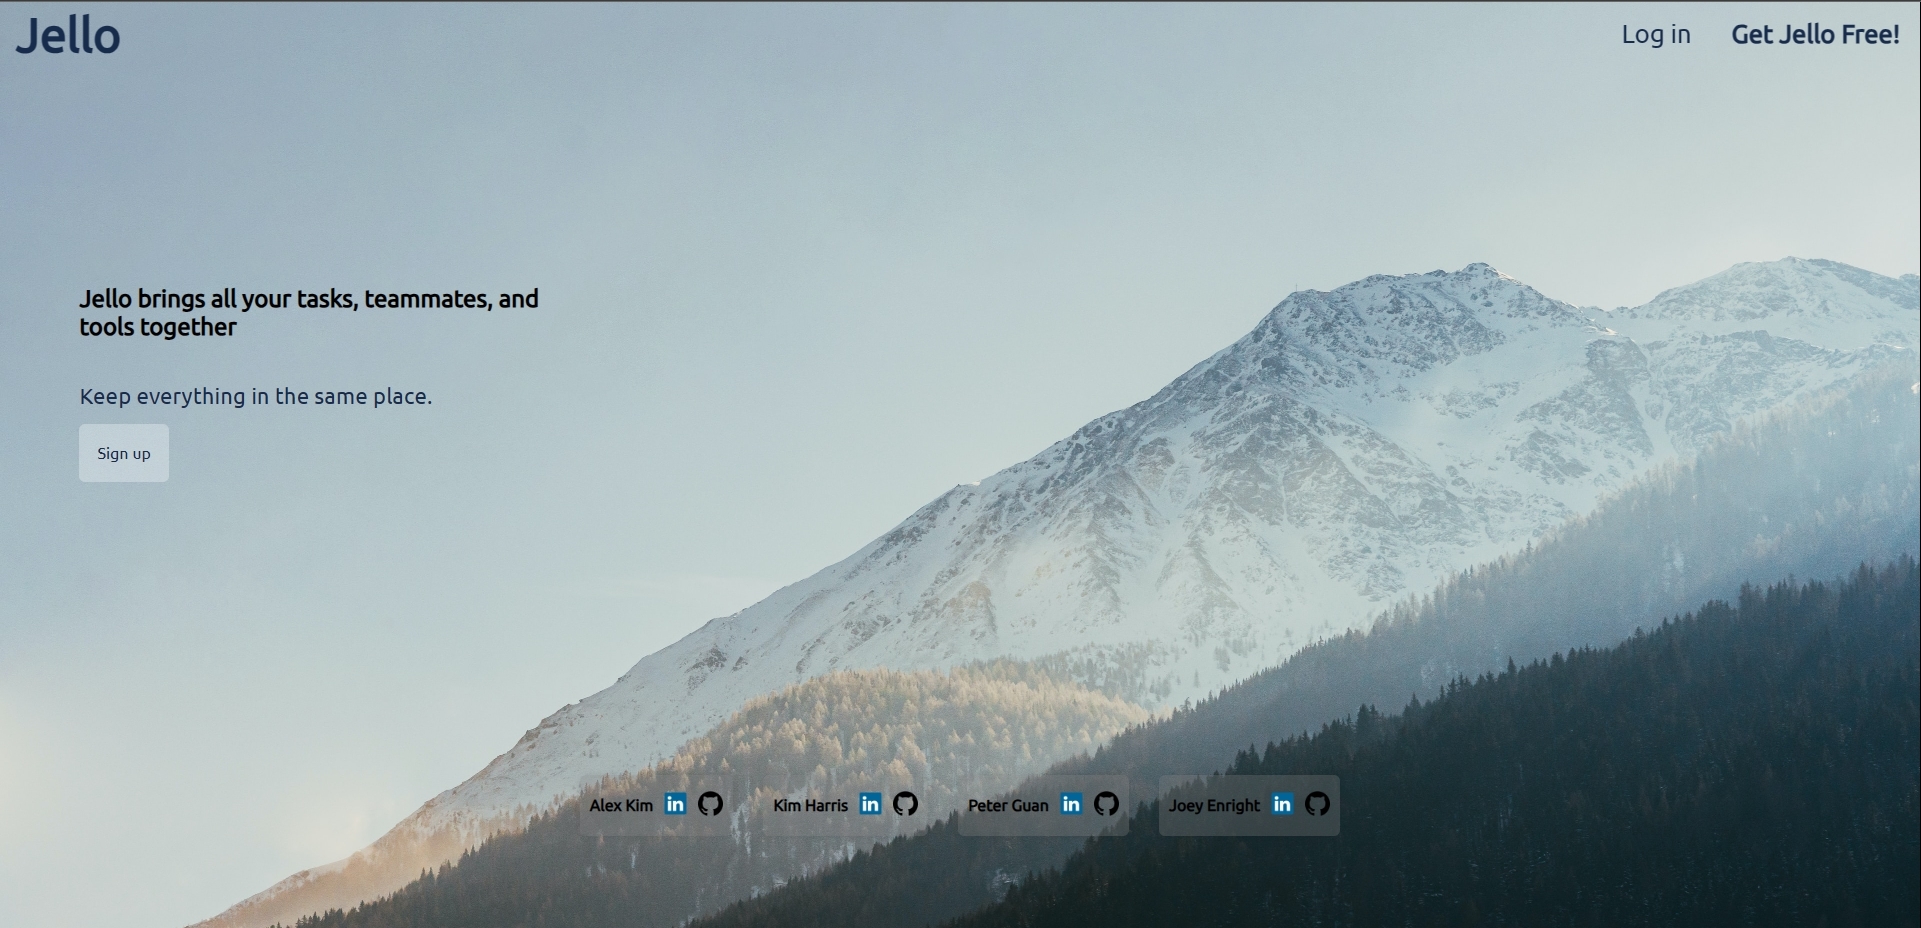 Jello
Log in
Get Jello Free!
Jello brings all your tasks, teammates, and
tools together
Keep everything in the same place.
Sign up
Alex Kim in
Kim Harris in
Peter Guan in
Joey Enright in